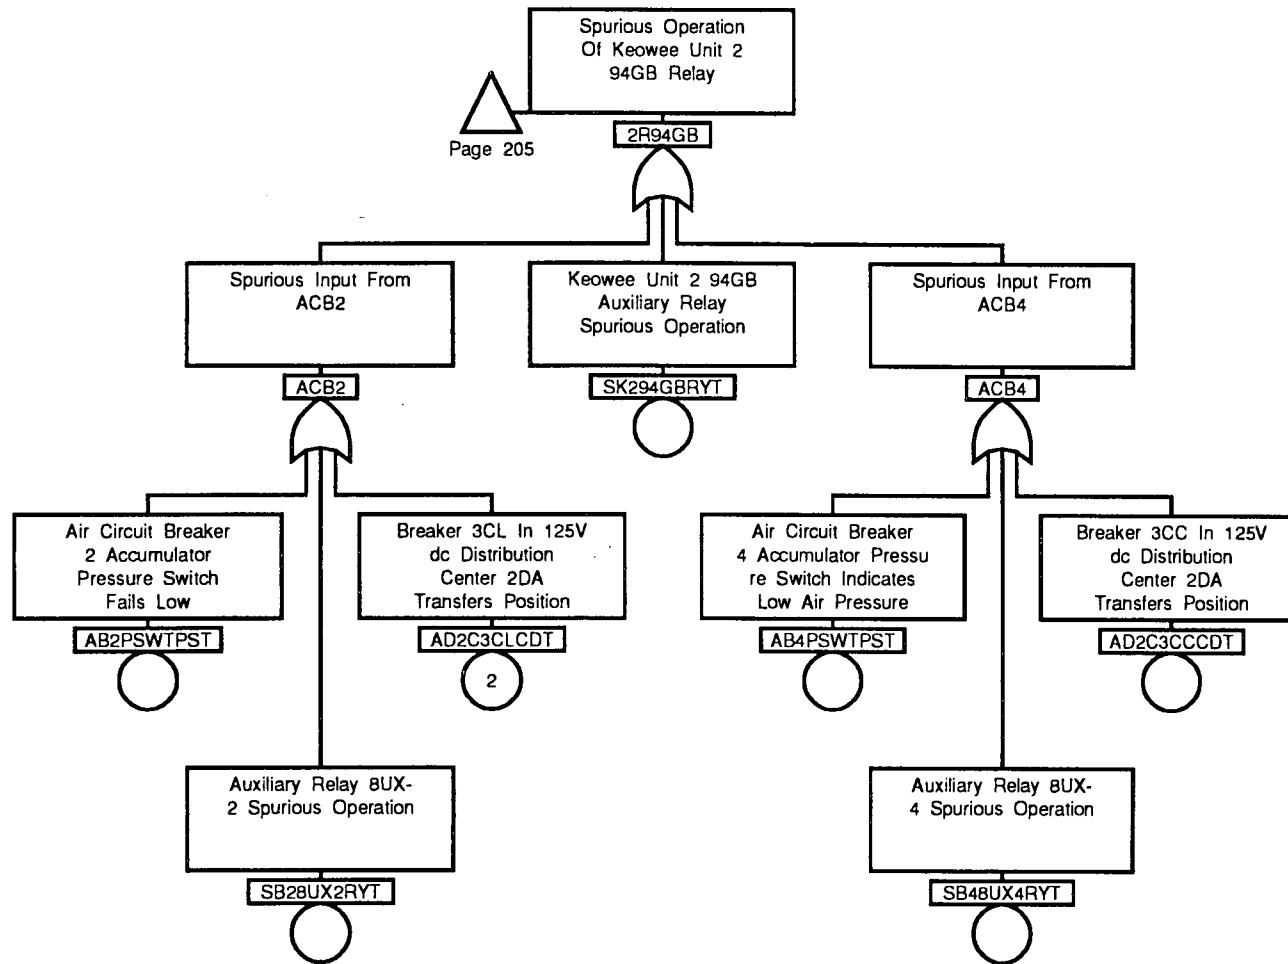 Spurious Operation
Of Keowee Unit 2
94GB Relay
Page 205
2R94GB
Spurious Input From
ACB2
ACB2
Keowee Unit 2 94GB
Auxiliary Relay
Spurious Operation
SK294GBRYT
Spurious Input From
ACB4
ACB4
Air Circuit Breaker
2 Accumulator
Pressure Switch
Fails Low
AB2PSWTPST
Breaker 3CL In 125V
dc Distribution
Center 2DA
Transfers Position
AD2C3CLCDT
2
Air Circuit Breaker
4 Accumulator Pressu
re Switch Indicates
Low Air Pressure
AB4PSWTPST
Breaker 3CC In 125V
dc Distribution
Center 2DA
Transfers Position
AD2C3CCCDT
Auxiliary Relay 8UX-
2 Spurious Operation
SB28UX2RYT
Auxiliary Relay 8UX-
4 Spurious Operation
SB48UX4RYT